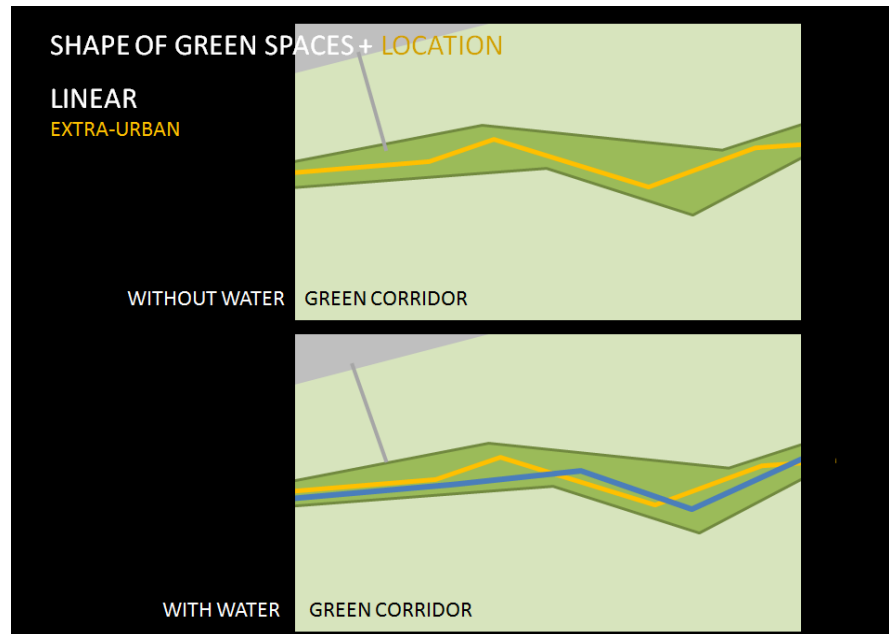 SHAPE OF GREEN SPACES + LOCATION
LINEAR
EXTRA-URBAN
WITHOUT WATER GREEN CORRIDOR
WITH WATER GREEN CORRIDOR